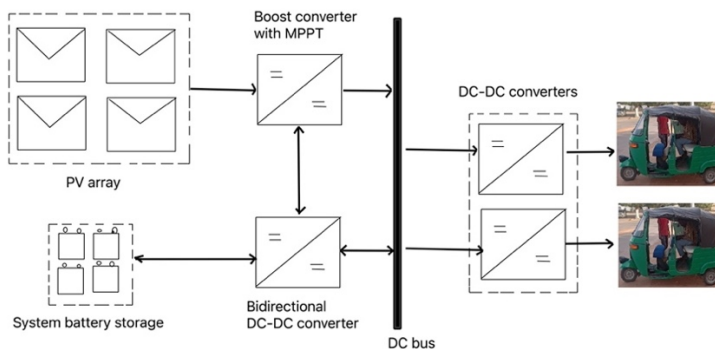 Boost converter
with MPPT
DC-DC converters
PV array
System battery storage
Bidirectional
DC-DC converter
DC bus